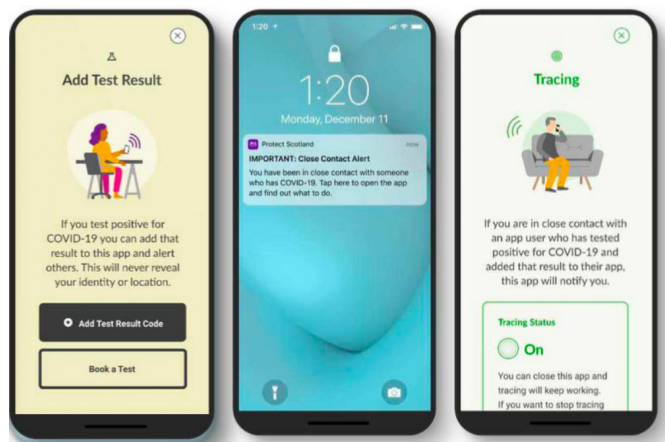 Add Test Result
If you test positive for
COVID-19 you can add that
result to this app and alert
others. This will never reveal
your identity or location.
Add Test Result Code
Book a Test
1:20
1:20
Monday, December 11
Protect Scotland
now
IMPORTANT: Close Contact Alert
You have been in close contact with someone
who has COVID-19. Tap here to open the app
and find out what to do.
Tracing
If you are in close contact with
an app user who has tested
positive for COVID-19 and
added that result to their app,
this app will notify you.
Tracing Status
On
You can close this app and
tracing will keep working.
If you want to stop tracing